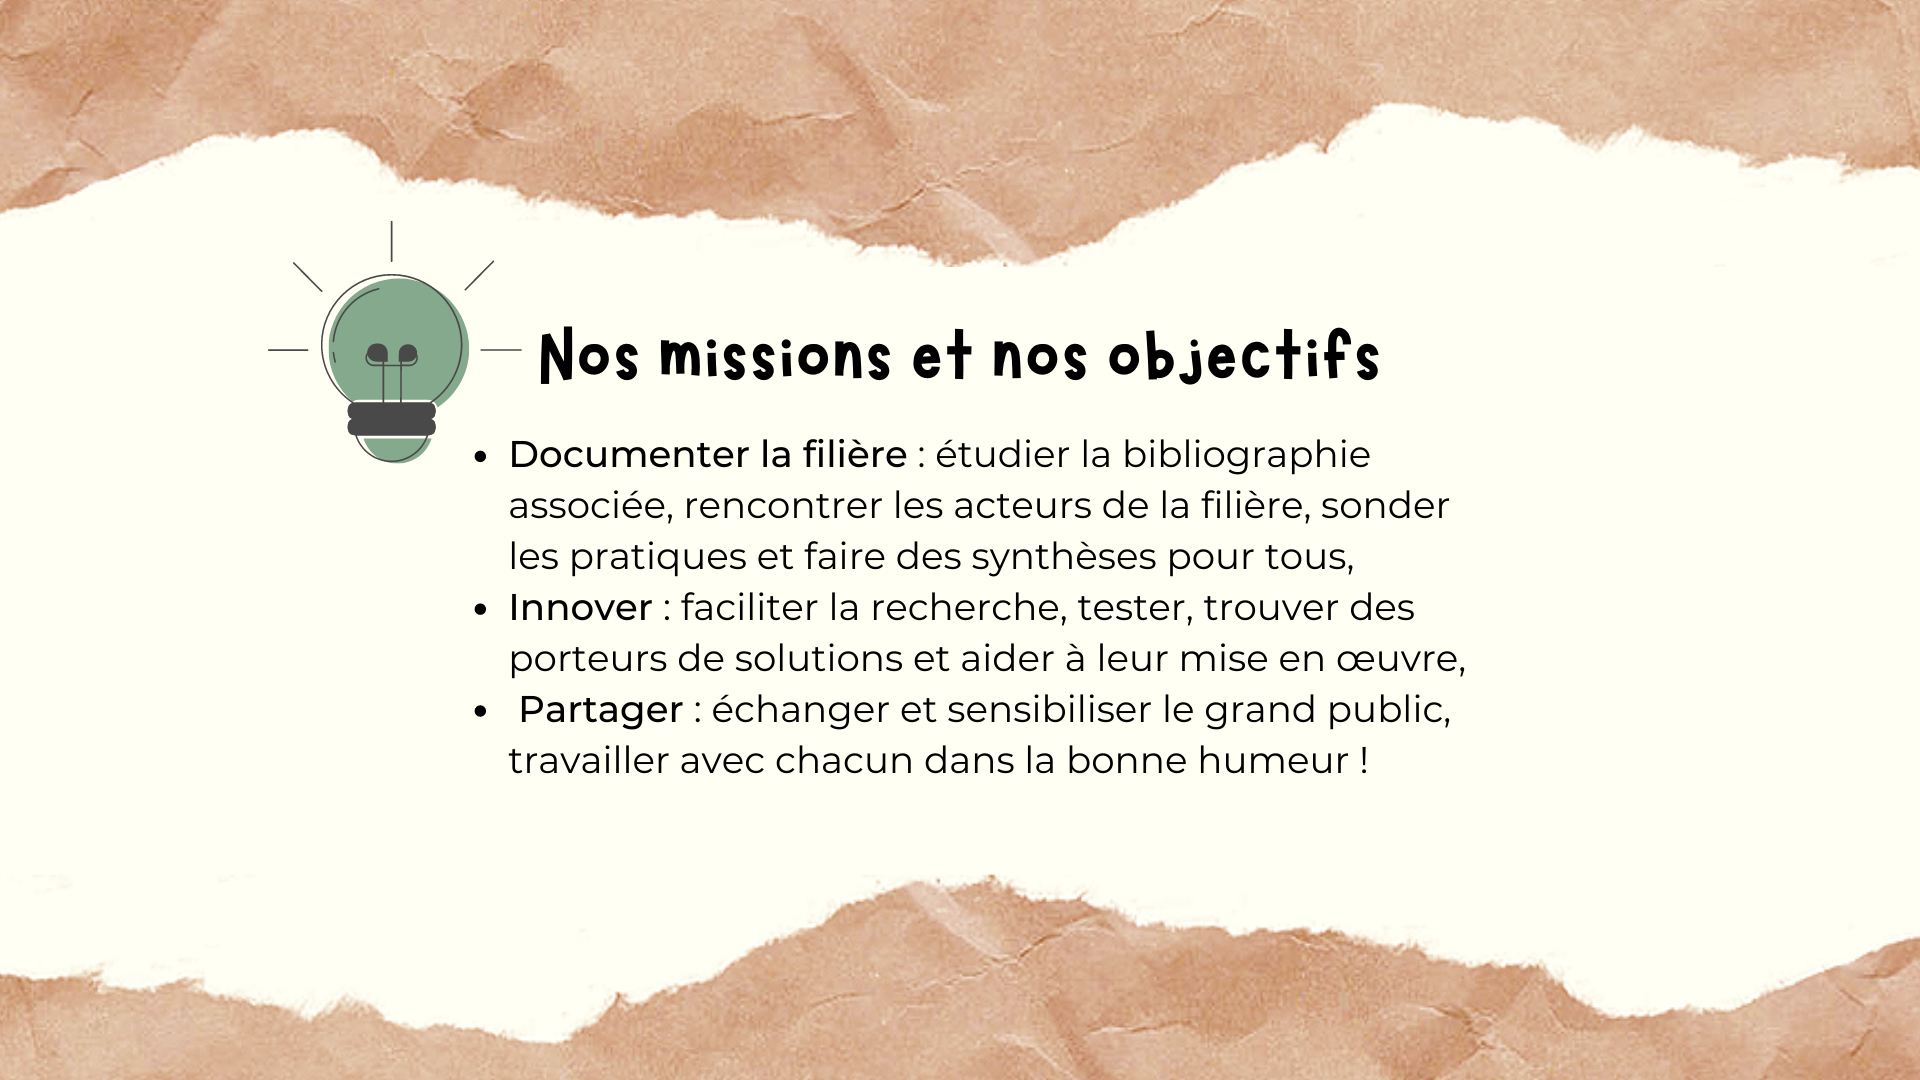 Nos missions et nos objectifs
• Documenter la filière : étudier la bibliographie
associée, rencontrer les acteurs de la filière, sonder
les pratiques et faire des synthèses pour tous,
• Innover : faciliter la recherche, tester, trouver des
porteurs de solutions et aider à leur mise en œuvre,
• Partager : échanger et sensibiliser le grand public,
travailler avec chacun dans la bonne humeur !